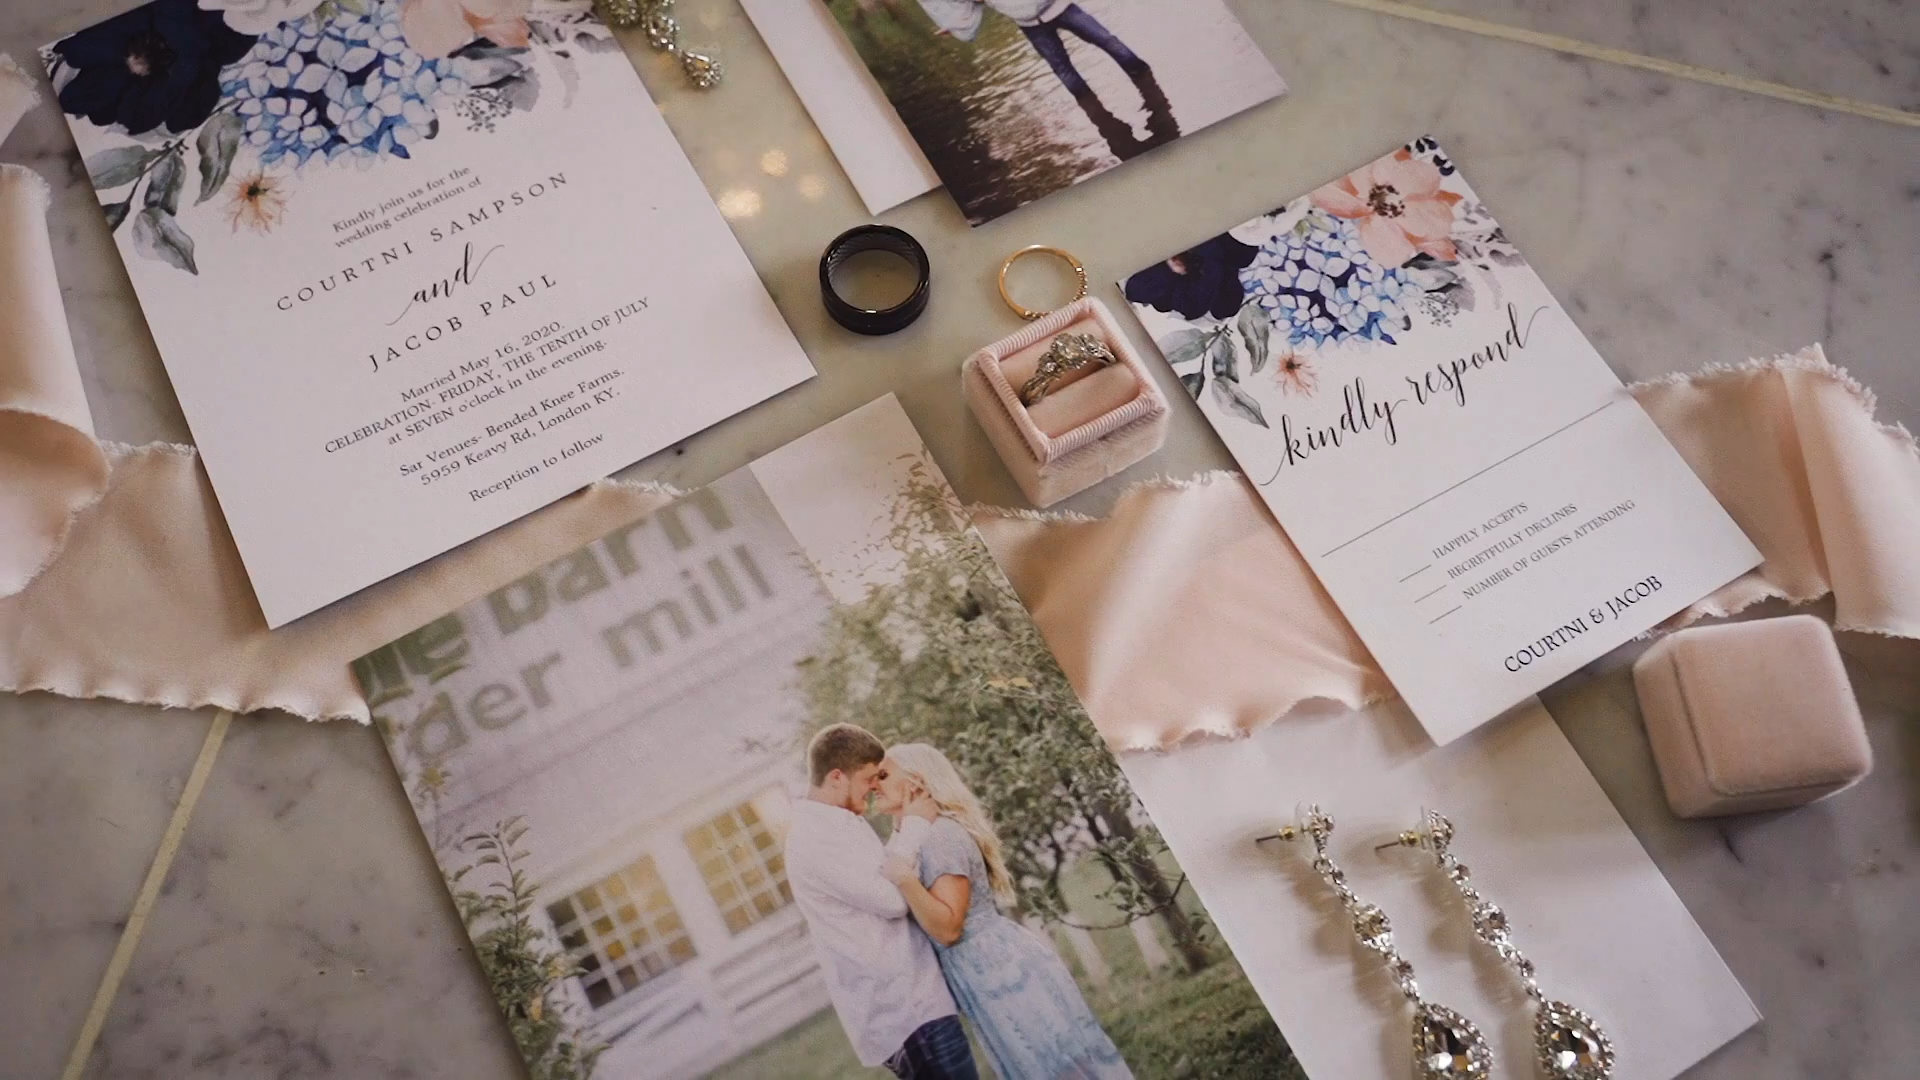 Kindly join us for the
wedding celebration of
COURTNI SAMPSON
and
JACOB PAUL
Married May 16, 2020.
CELEBRATION- FRIDAY, THE TENTH OF JULY
at SEVEN o'clock in the evening.
Sar Venues- Bended Knee Farms.
5959 Keavy Rd, London KY.
Reception to follow
kindly respond
HAPPILY ACCEPTS
REGRETFULLY DECLINES
NUMBER OF GUESTS ATTENDING
COURTNI & JACOB
barn
mill